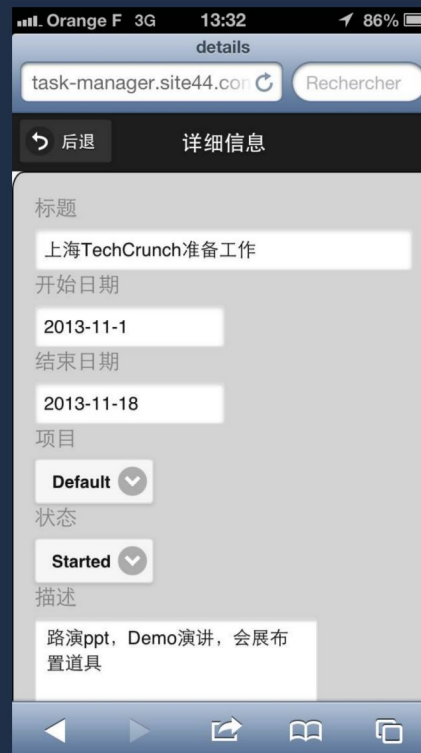 Orange F 3G 13:32 86%
details
task-manager.site44.con Rechercher
后退 详细信息
标题
上海TechCrunch准备工作
开始日期
2013-11-1
结束日期
2013-11-18
项目
Default
状态
Started
描述
路演ppt，Demo演讲，会展布
置道具